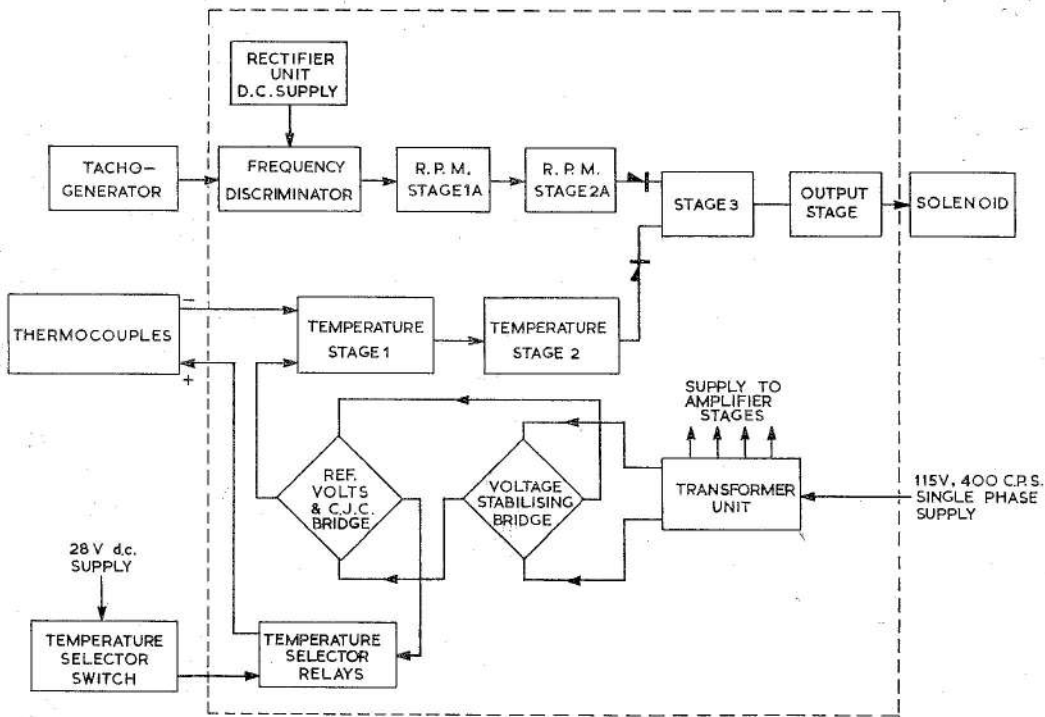 RECTIFIER
UNIT
D.C. SUPPLY
TACHO-
GENERATOR
FREQUENCY
DISCRIMINATOR
R.P.M.
STAGE 1A
R.P.M.
STAGE 2A
STAGE 3
OUTPUT
STAGE
SOLENOID
THERMOCOUPLES
−
+
TEMPERATURE
STAGE 1
TEMPERATURE
STAGE 2
SUPPLY TO
AMPLIFIER
STAGES
REF.
VOLTS
& C.J.C.
BRIDGE
VOLTAGE
STABILISING
BRIDGE
TRANSFORMER
UNIT
115V, 400 C.P.S.
SINGLE PHASE
SUPPLY
28 V d.c.
SUPPLY
TEMPERATURE
SELECTOR
SWITCH
TEMPERATURE
SELECTOR
RELAYS